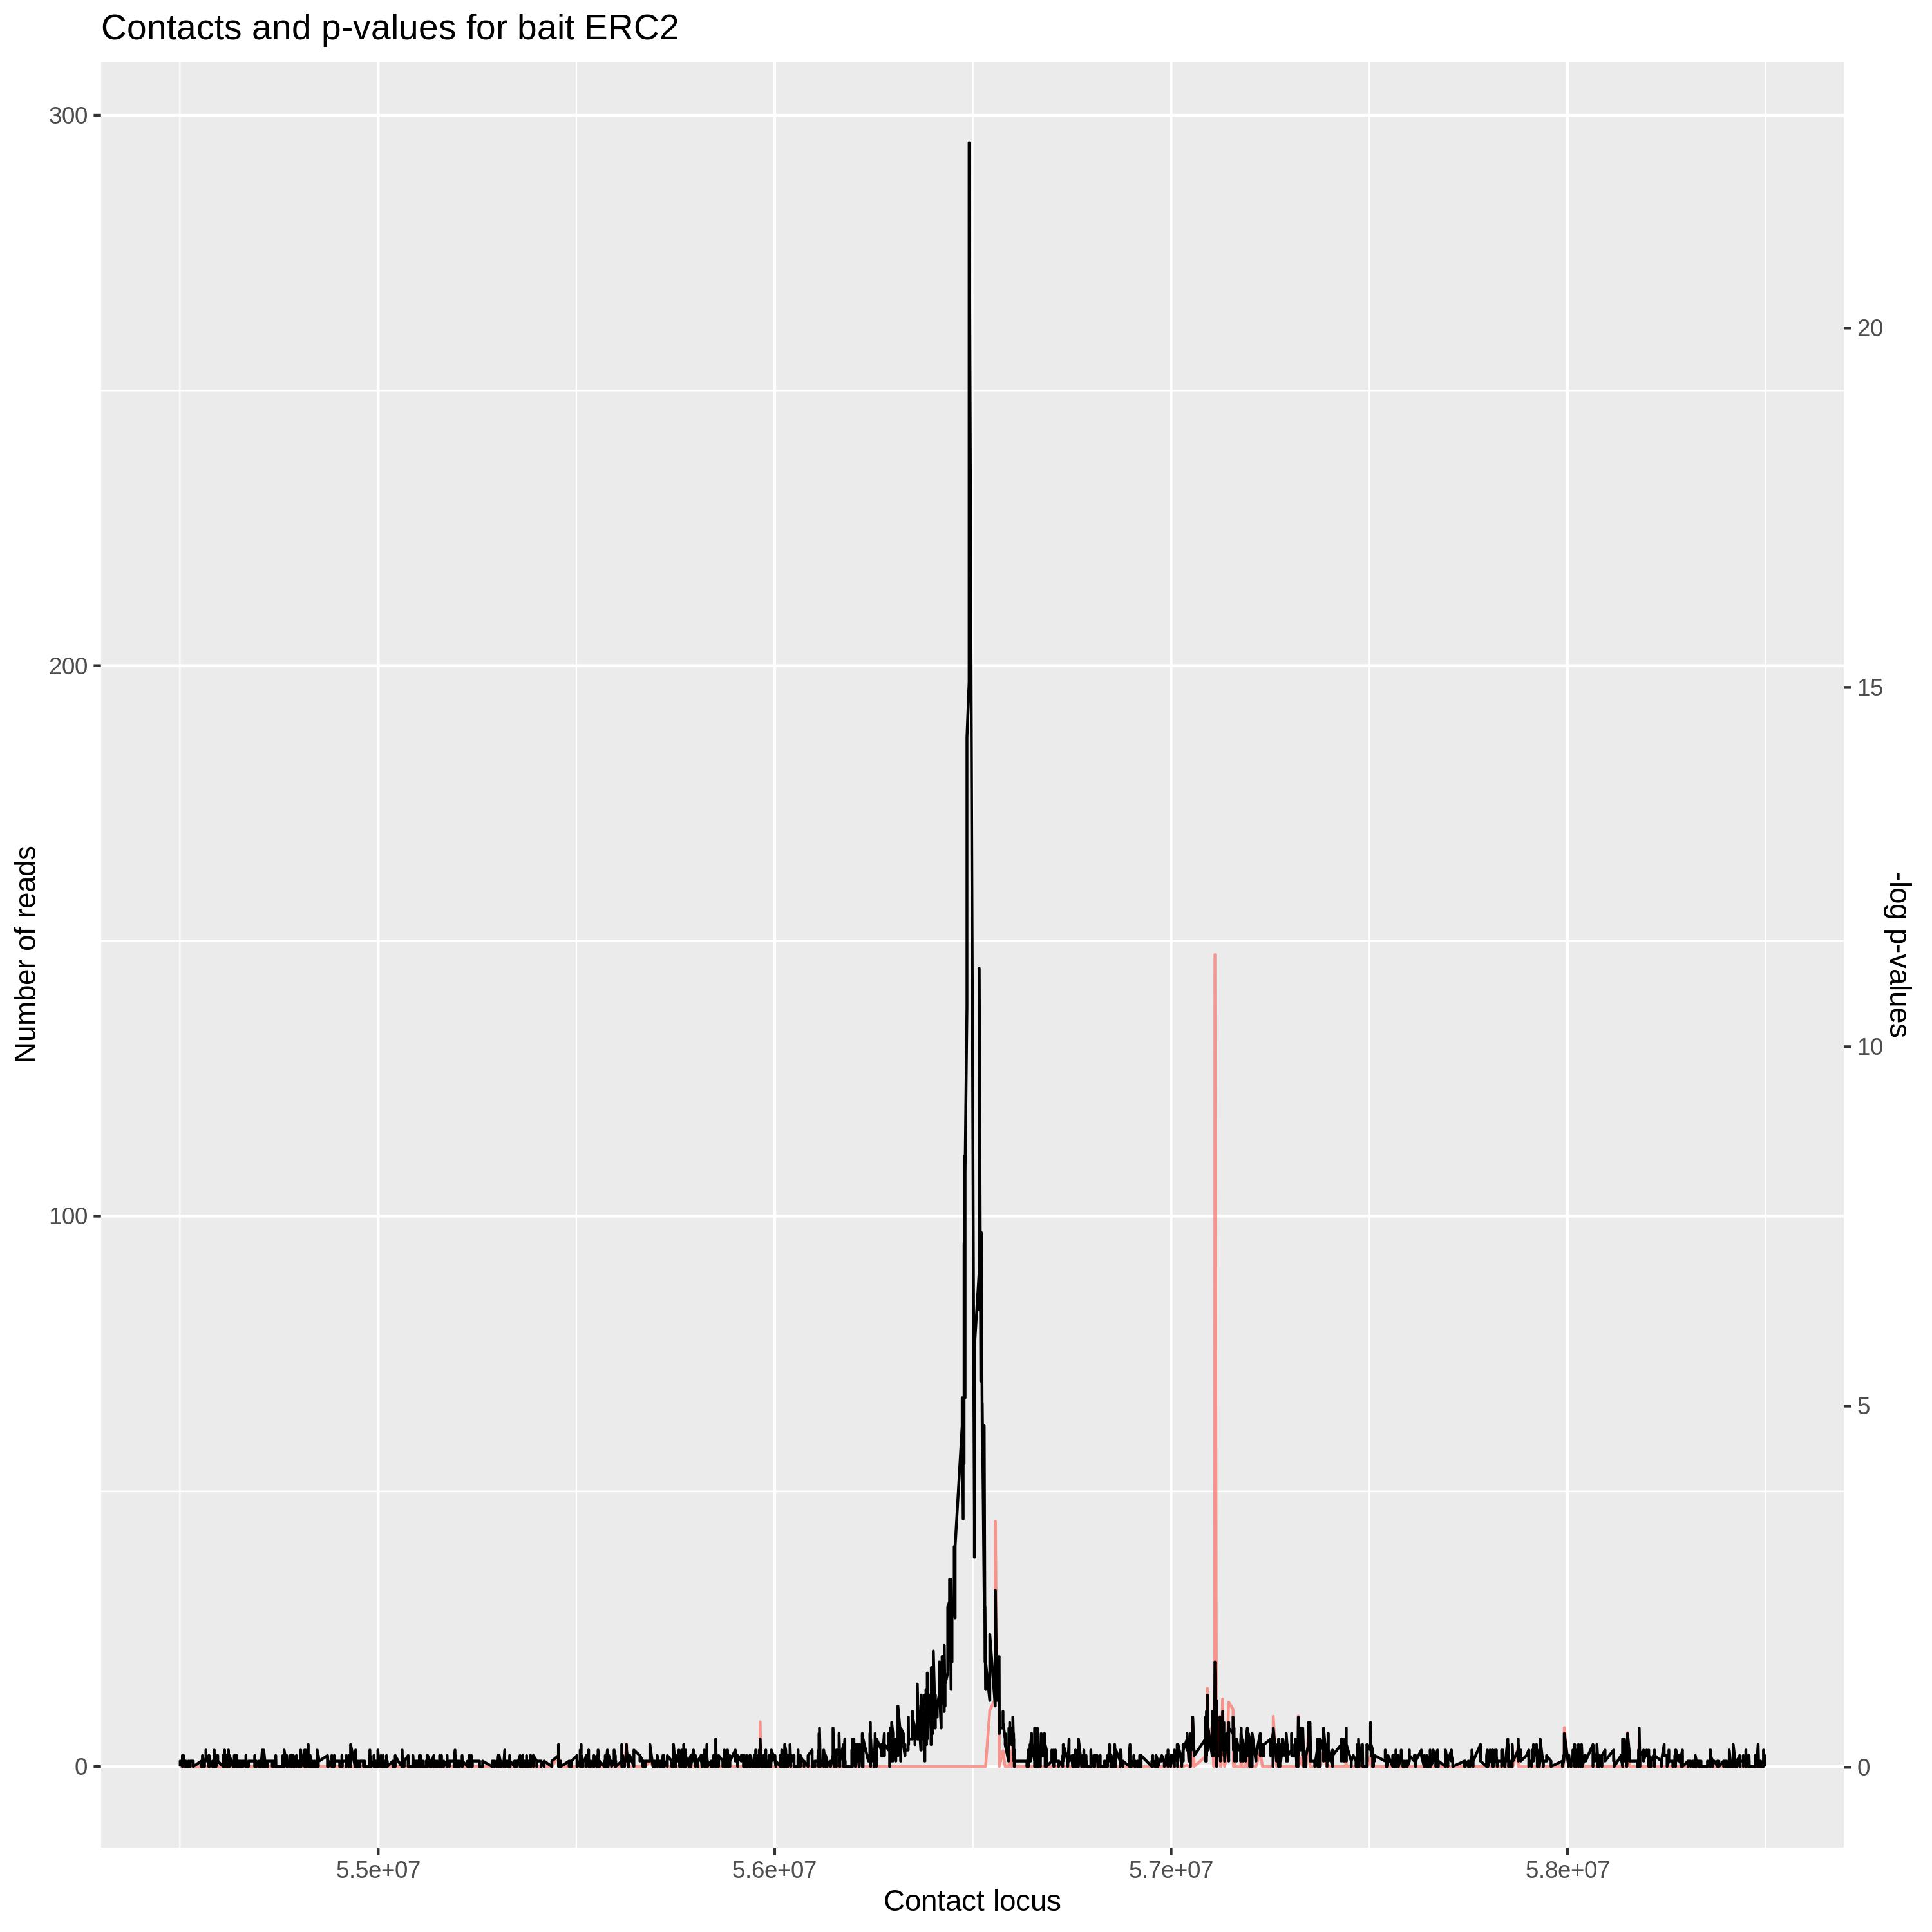 Contacts and p-values for bait ERC2
300
200
100
0
Number of reads
20
15
10
5
0
-log p-values
5.5e+07
5.6e+07
5.7e+07
5.8e+07
Contact locus